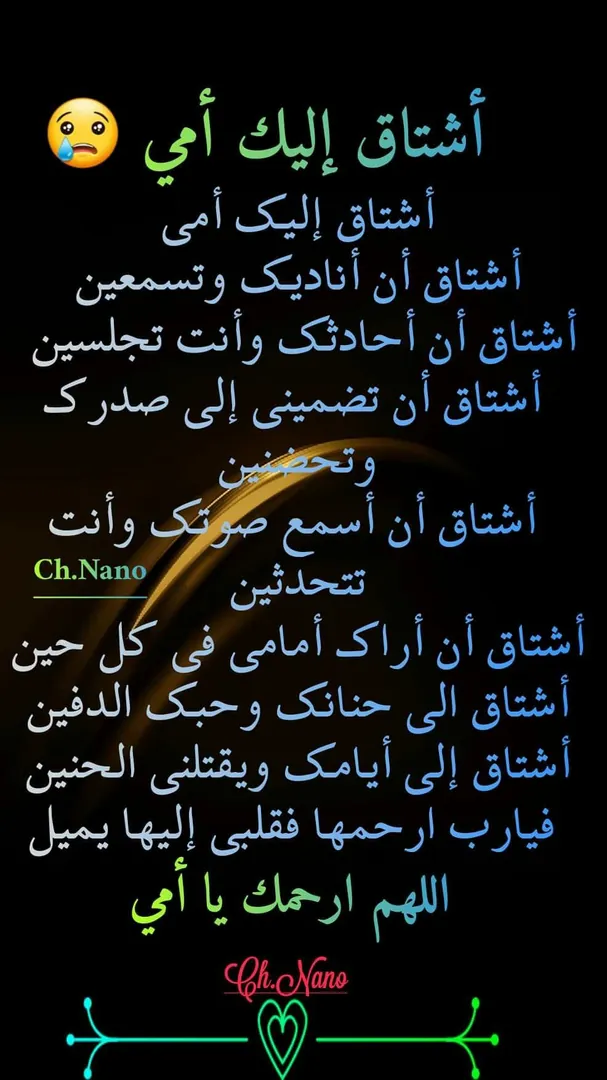 أشتاق إليك أمي 😢
أشتاق إليک أمى
أشتاق أن أناديک وتسمعين
أشتاق أن أحادثک وأنت تجلسين
أشتاق أن تضمينى إلى صدرک
وتحضنين
أشتاق أن أسمع صوتک وأنت
تتحدثين
Ch.Nano
أشتاق أن أراک أمامى فى کل حين
أشتاق الى حنانک وحبک الدفين
أشتاق إلى أيامک ويقتلنى الحنين
فيارب ارحمها فقلبى إليها يميل
اللهم ارحمك يا أمي
Ch.Nano